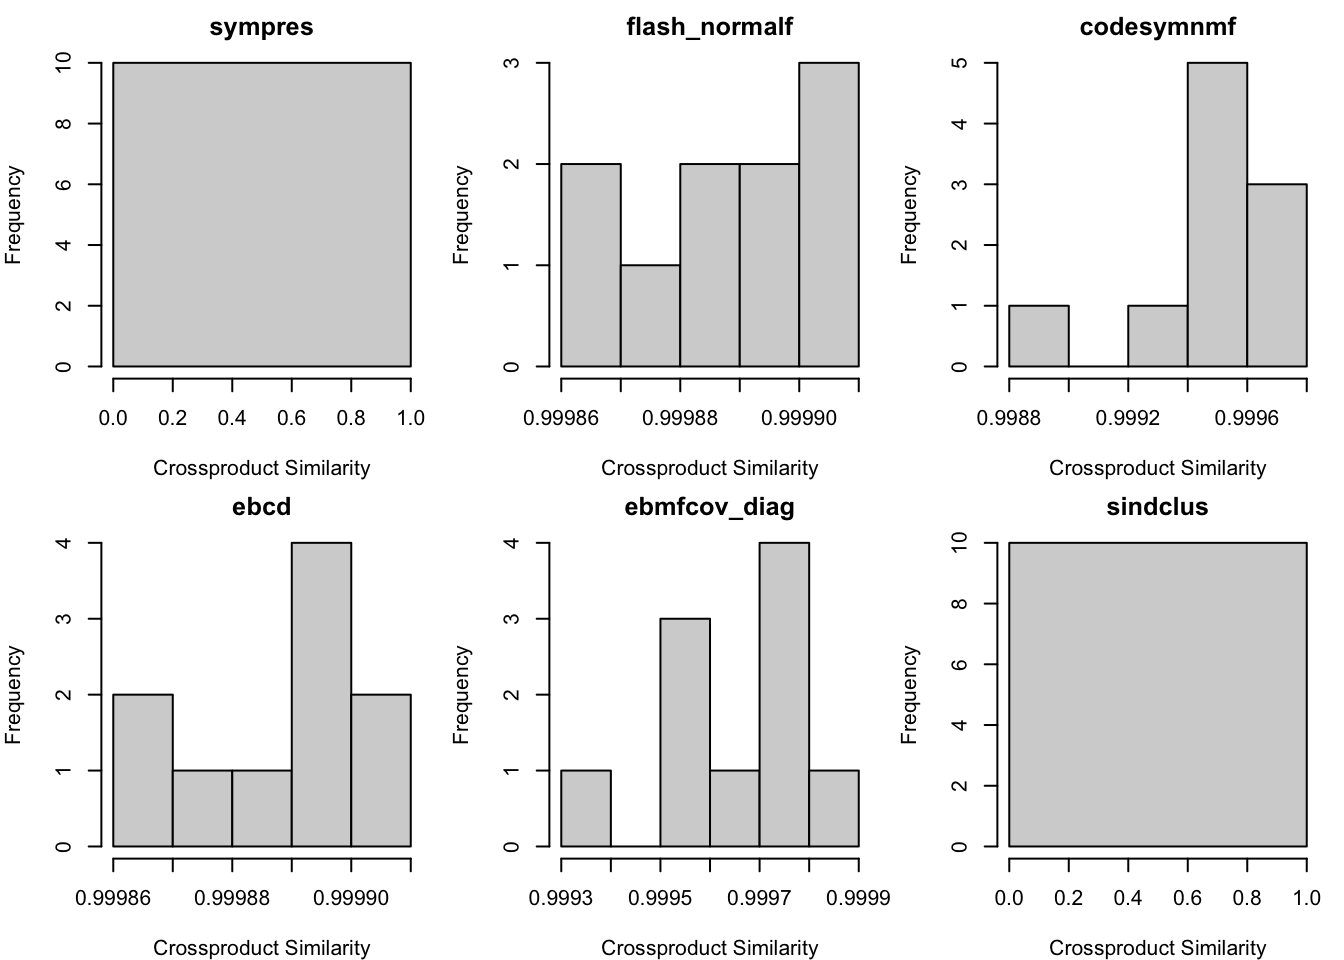 sympres
Frequency
0 2 4 6 8 10
0.0 0.2 0.4 0.6 0.8 1.0
Crossproduct Similarity
flash_normalf
Frequency
0 1 2 3
0.99986 0.99988 0.99990
Crossproduct Similarity
codesymnmf
Frequency
0 1 2 3 4 5
0.9988 0.9992 0.9996
Crossproduct Similarity
ebcd
Frequency
0 1 2 3 4
0.99986 0.99988 0.99990
Crossproduct Similarity
ebmfcov_diag
Frequency
0 1 2 3 4
0.9993 0.9995 0.9997 0.9999
Crossproduct Similarity
sindclus
Frequency
0 2 4 6 8 10
0.0 0.2 0.4 0.6 0.8 1.0
Crossproduct Similarity